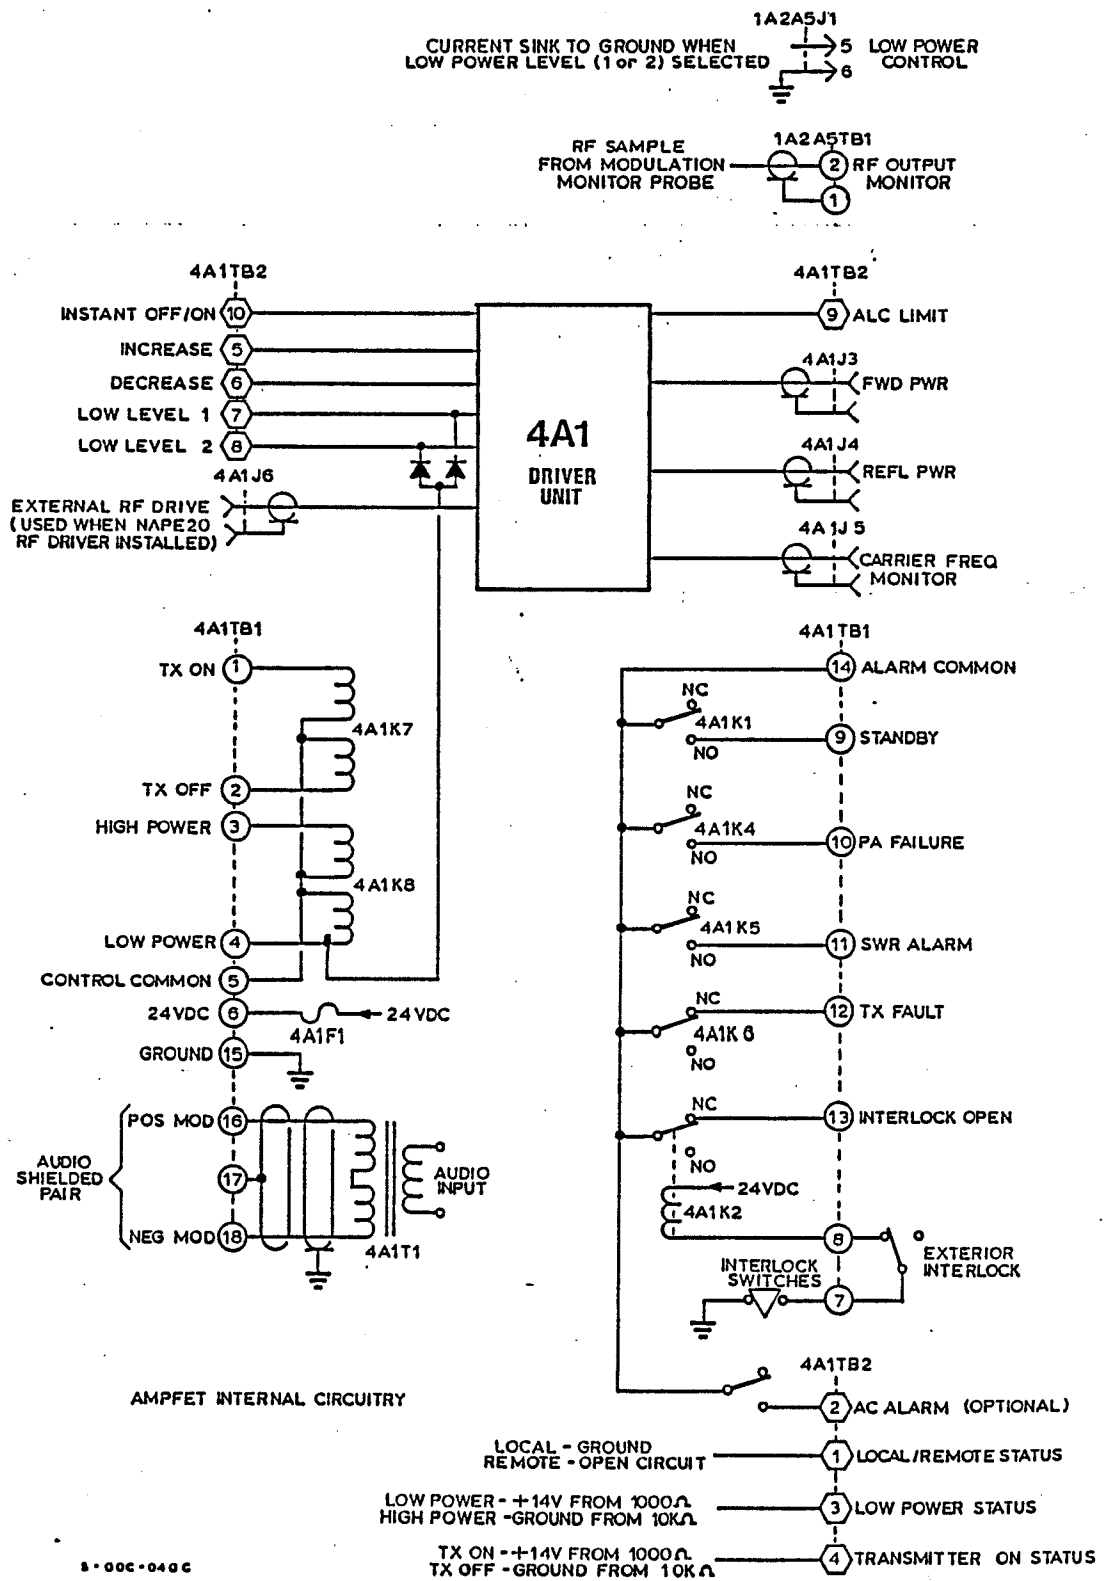 1A2A5J1
CURRENT SINK TO GROUND WHEN
LOW POWER LEVEL (1 or 2) SELECTED
5 LOW POWER
6 CONTROL
1A2A5TB1
RF SAMPLE
FROM MODULATION
MONITOR PROBE
2 RF OUTPUT
MONITOR
1
4A1TB2
INSTANT OFF/ON 10
INCREASE 5
DECREASE 6
LOW LEVEL 1 7
LOW LEVEL 2 8
4A1J6
EXTERNAL RF DRIVE
(USED WHEN NAPE20
RF DRIVER INSTALLED)
4A1
DRIVER
UNIT
4A1TB2
9 ALC LIMIT
4A1J3
FWD PWR
4A1J4
REFL PWR
4A1J5
CARRIER FREQ
MONITOR
4A1TB1
TX ON 1
4A1K7
TX OFF 2
HIGH POWER 3
4A1K8
LOW POWER 4
CONTROL COMMON 5
24VDC 6
24VDC
4A1F1
GROUND 15
POS MOD 16
AUDIO
SHIELDED
PAIR
17
NEG MOD 18
AUDIO
INPUT
4A1T1
4A1TB1
14 ALARM COMMON
NC
4A1K1
NO
9 STANDBY
NC
4A1K4
NO
10 PA FAILURE
NC
4A1K5
NO
11 SWR ALARM
NC
4A1K6
NO
12 TX FAULT
NC
NO
13 INTERLOCK OPEN
24VDC
4A1K2
8
EXTERIOR
INTERLOCK
INTERLOCK
SWITCHES
7
4A1TB2
2 AC ALARM (OPTIONAL)
AMPFET INTERNAL CIRCUITRY
LOCAL - GROUND
REMOTE - OPEN CIRCUIT
1 LOCAL/REMOTE STATUS
LOW POWER - +14V FROM 1000Ω
HIGH POWER - GROUND FROM 10KΩ
3 LOW POWER STATUS
TX ON - +14V FROM 1000Ω
TX OFF - GROUND FROM 10KΩ
4 TRANSMITTER ON STATUS